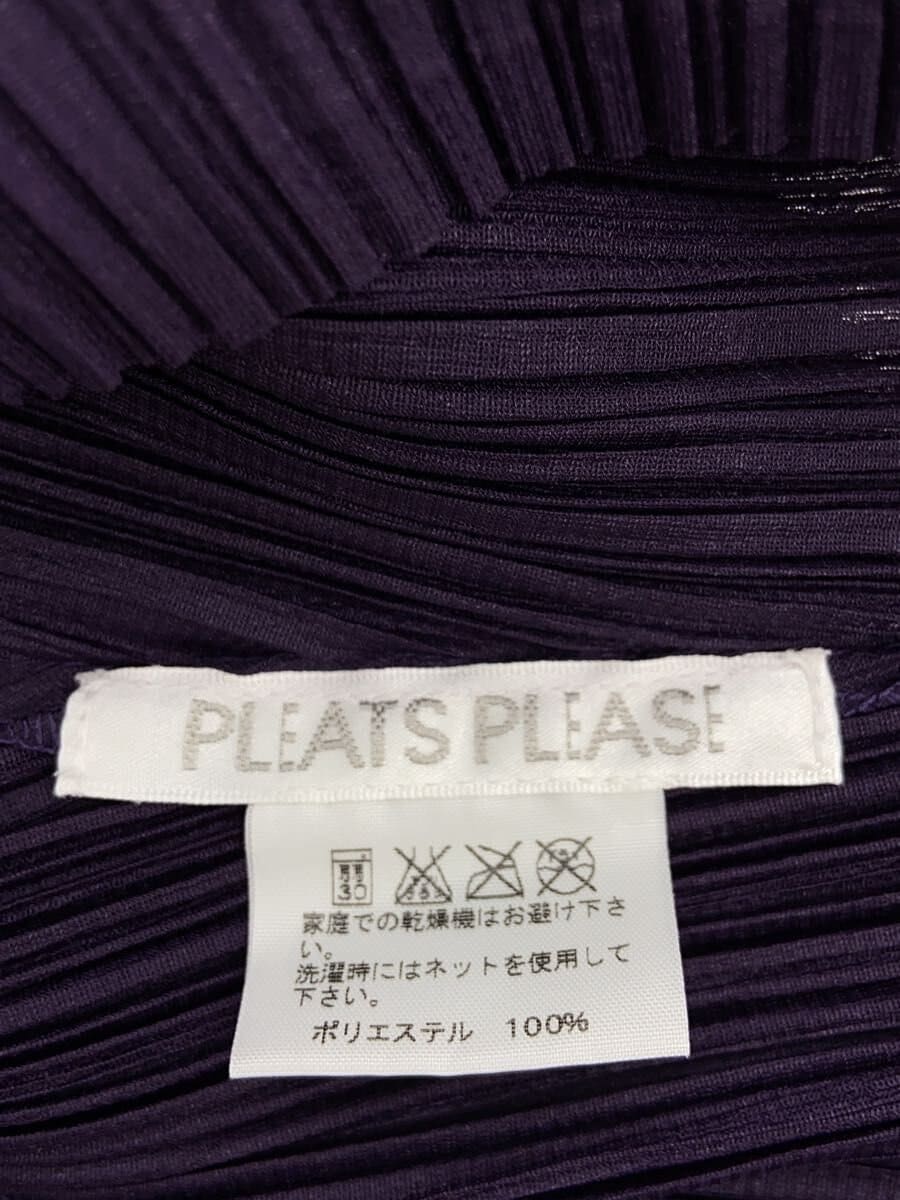 PLEATS PLEASE
弱
30
家庭での乾燥機はお避け下さ
い。
洗濯時にはネットを使用して
下さい。
ポリエステル 100%